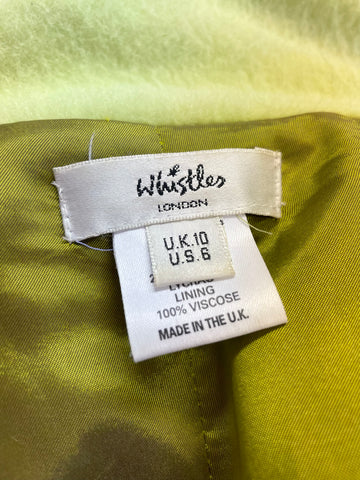 Whistles
LONDON
U.K.10
U.S.6
LINING
100% VISCOSE
MADE IN THE U.K.